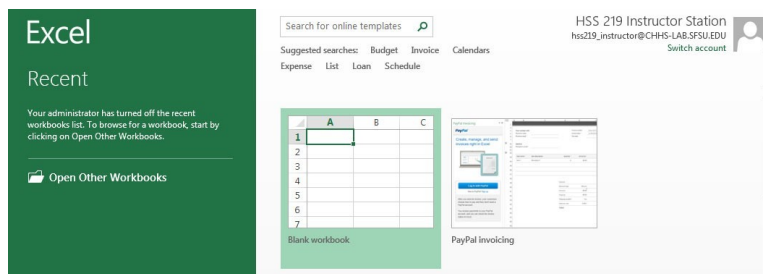 Excel
Recent
Your administrator has turned off the recent
workbooks list. To browse for a workbook, start by
clicking on Open Other Workbooks.
Open Other Workbooks
Search for online templates
Suggested searches: Budget Invoice Calendars
Expense List Loan Schedule
HSS 219 Instructor Station
hss219_instructor@CHHS-LAB.SFSU.EDU
Switch account
A B C
1
2
3
4
5
6
7
Blank workbook
PayPal
Create, manage, and send
invoices right in Excel
PayPal invoicing